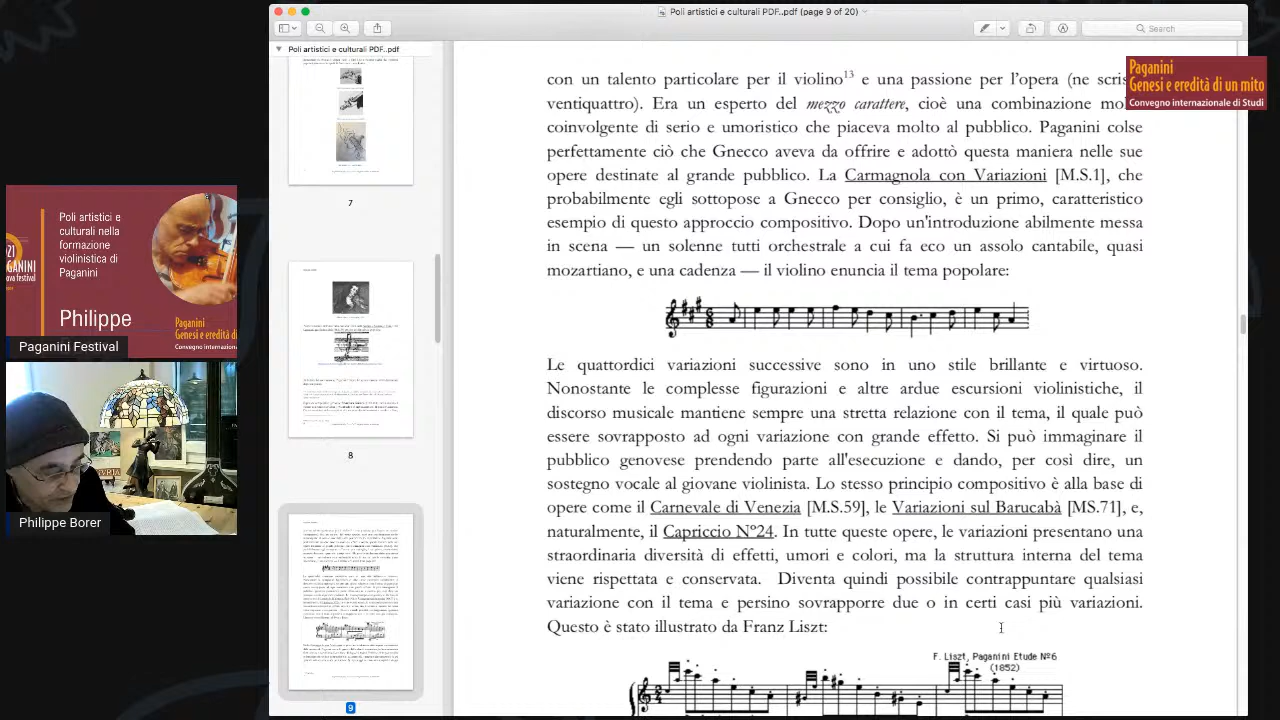 Poli artistici e culturali PDF..pdf (page 9 of 20)
Search
Poli artistici e culturali PDF..pdf
7
8
9
Paganini
Genesi e eredità di un mito
Convegno internazionale di Studi
con un talento particolare per il violino13 e una passione per l'opera (ne
ventiquattro). Era un esperto del mezzo carattere, cioè una combinazione
coinvolgente di serio e umoristico che piaceva molto al pubblico. Paganini colse
perfettamente ciò che Gnecco aveva da offrire e adottò questa maniera nelle sue
opere destinate al grande pubblico. La Carmagnola con Variazioni [M.S.1], che
probabilmente egli sottopose a Gnecco per consiglio, è un primo, caratteristico
esempio di questo approccio compositivo. Dopo un'introduzione abilmente messa
in scena — un solenne tutti orchestrale a cui fa eco un assolo cantabile, quasi
mozartiano, e una cadenza — il violino enuncia il tema popolare:
Le quattordici variazioni successive sono in uno stile brillante e virtuoso.
Nonostante le complesse figurazioni e altre ardue escursioni violinistiche, il
discorso musicale mantiene sempre una stretta relazione con il tema, il quale può
essere sovrapposto ad ogni variazione con grande effetto. Si può immaginare il
pubblico genovese prendendo parte all'esecuzione e dando, per così dire, un
sostegno vocale al giovane violinista. Lo stesso principio compositivo è alla base di
opere come il Carnevale di Venezia [M.S.59], le Variazioni sul Barucabà [MS.71], e,
naturalmente, il Capriccio N°24. In tutte queste opere, le variazioni mostrano una
straordinaria diversità di effetti e di colori, ma la struttura interna del tema
viene rispettata e conservata. È quindi possibile contrappuntare qualsiasi
variazione con il tema e anche sovrapporre due o in certi casi più variazioni.
Questo è stato illustrato da Franz Liszt:
F. Liszt, Paganini Etude Nº6
(1852)
Poli artistici e
culturali nella
formazione
violinistica di
Paganini
Philippe
Paganini
Genesi e eredità di
Convegno internazion
Paganini Festival
Philippe Borer